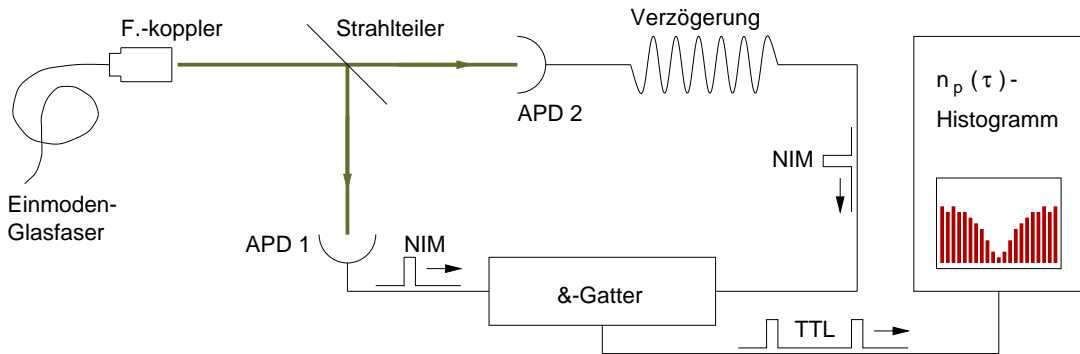 F.-koppler
Strahlteiler
Verzögerung
APD 2
n p (τ) -
Histogramm
NIM
Einmoden-
Glasfaser
APD 1
NIM
&-Gatter
TTL